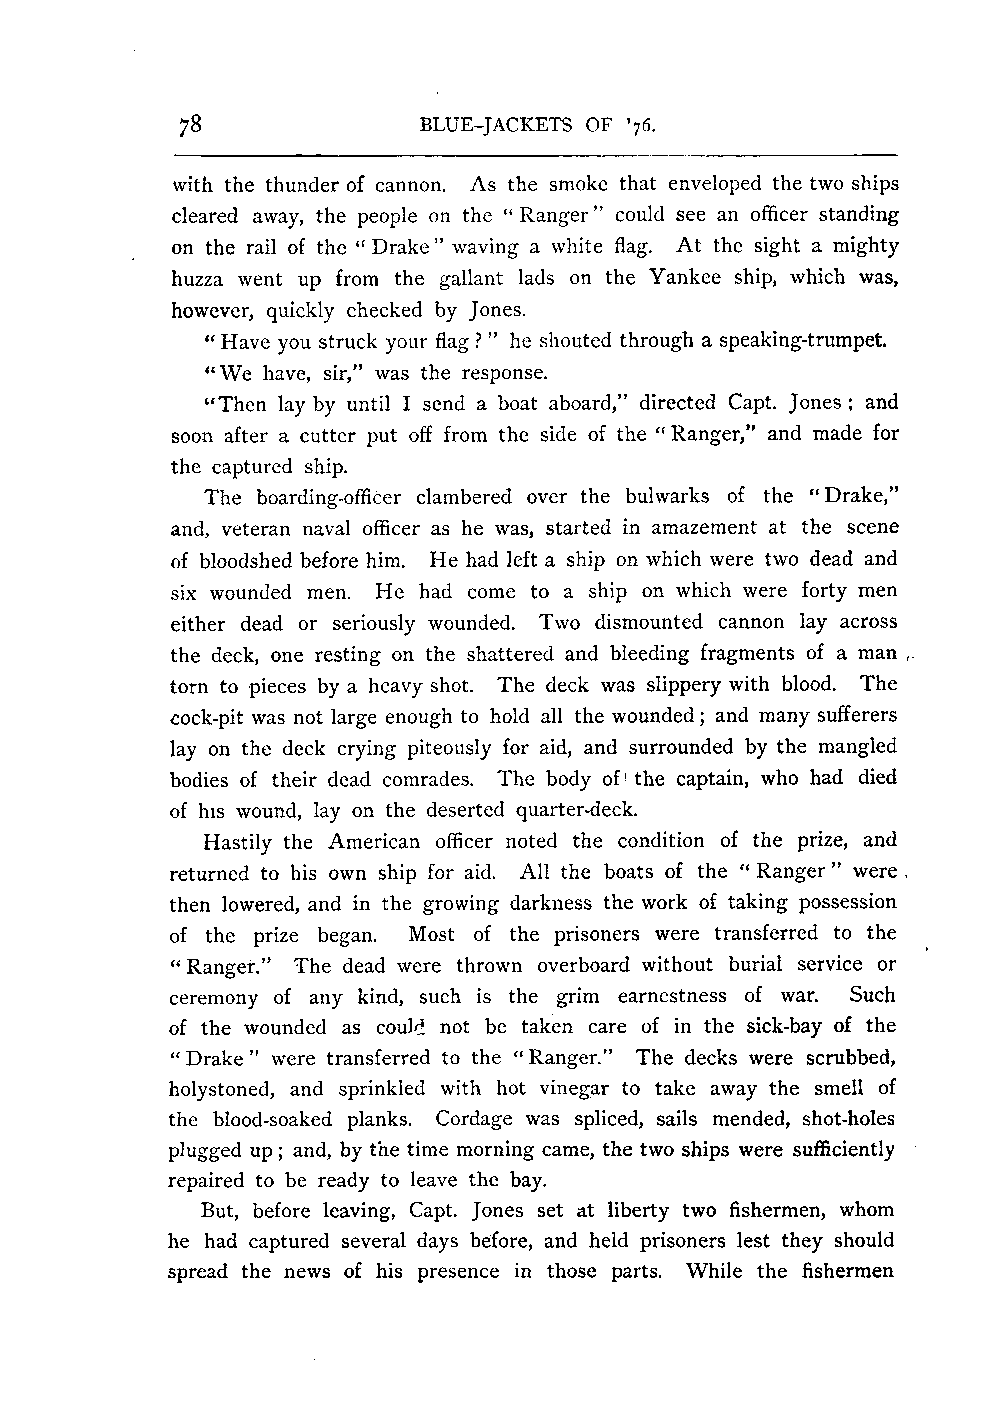 78 BLUE-JACKETS OF '76.
with the thunder of cannon. As the smoke that enveloped the two ships
cleared away, the people on the "Ranger" could see an officer standing
on the rail of the "Drake" waving a white flag. At the sight a mighty
huzza went up from the gallant lads on the Yankee ship, which was,
however, quickly checked by Jones.
"Have you struck your flag?" he shouted through a speaking-trumpet.
"We have, sir," was the response.
"Then lay by until I send a boat aboard," directed Capt. Jones; and
soon after a cutter put off from the side of the "Ranger," and made for
the captured ship.
The boarding-officer clambered over the bulwarks of the "Drake,"
and, veteran naval officer as he was, started in amazement at the scene
of bloodshed before him. He had left a ship on which were two dead and
six wounded men. He had come to a ship on which were forty men
either dead or seriously wounded. Two dismounted cannon lay across
the deck, one resting on the shattered and bleeding fragments of a man
torn to pieces by a heavy shot. The deck was slippery with blood. The
cock-pit was not large enough to hold all the wounded; and many sufferers
lay on the deck crying piteously for aid, and surrounded by the mangled
bodies of their dead comrades. The body of the captain, who had died
of his wound, lay on the deserted quarter-deck.
Hastily the American officer noted the condition of the prize, and
returned to his own ship for aid. All the boats of the "Ranger" were
then lowered, and in the growing darkness the work of taking possession
of the prize began. Most of the prisoners were transferred to the
"Ranger." The dead were thrown overboard without burial service or
ceremony of any kind, such is the grim earnestness of war. Such
of the wounded as could not be taken care of in the sick-bay of the
"Drake" were transferred to the "Ranger." The decks were scrubbed,
holystoned, and sprinkled with hot vinegar to take away the smell of
the blood-soaked planks. Cordage was spliced, sails mended, shot-holes
plugged up; and, by the time morning came, the two ships were sufficiently
repaired to be ready to leave the bay.
But, before leaving, Capt. Jones set at liberty two fishermen, whom
he had captured several days before, and held prisoners lest they should
spread the news of his presence in those parts. While the fishermen